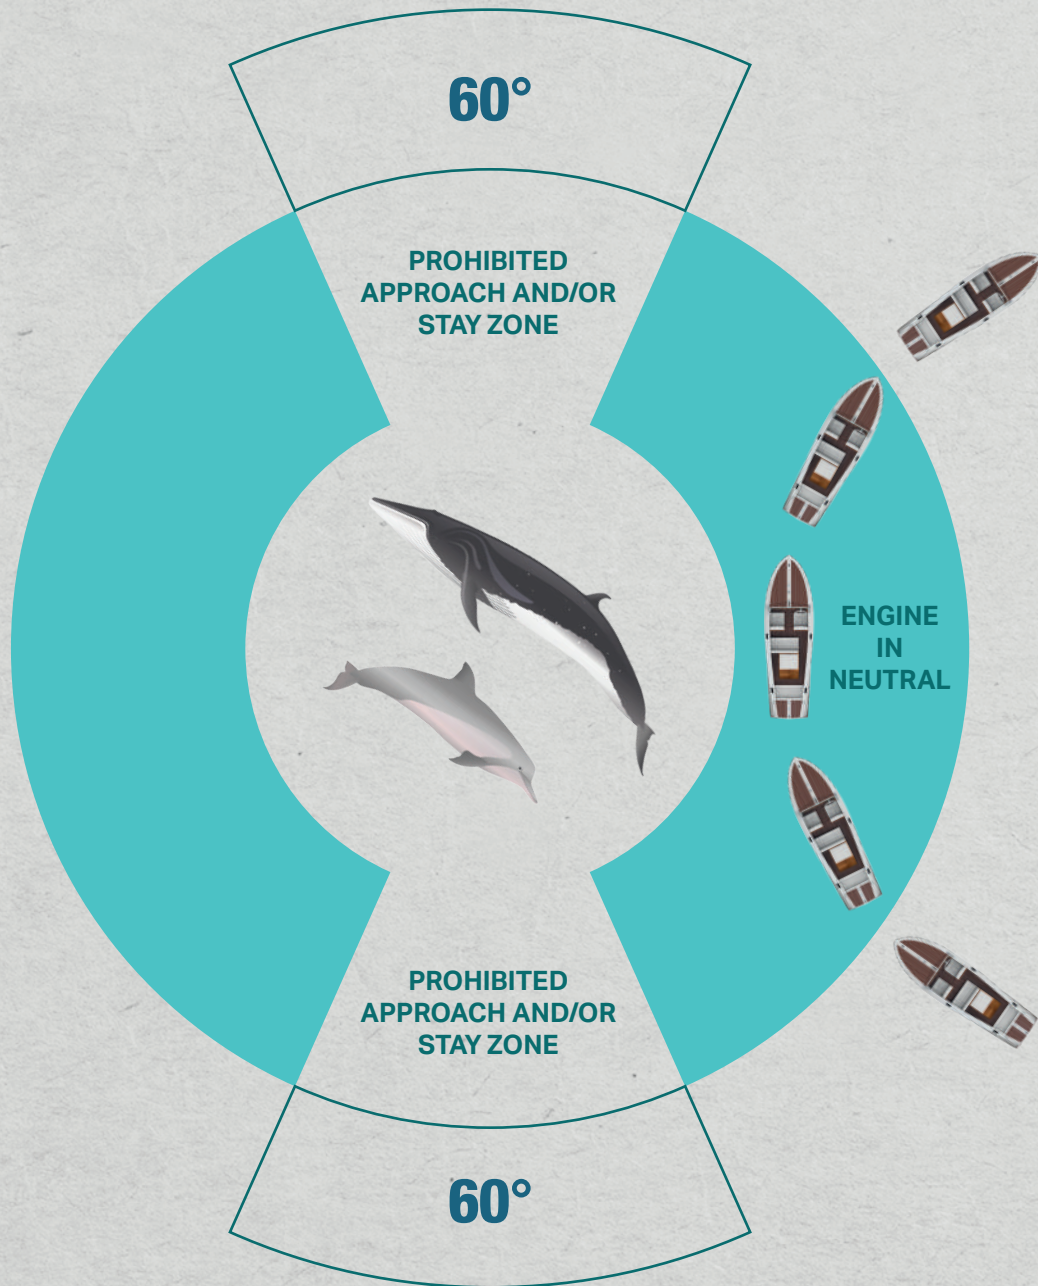 60°
PROHIBITED
APPROACH AND/OR
STAY ZONE
ENGINE
IN
NEUTRAL
PROHIBITED
APPROACH AND/OR
STAY ZONE
60°